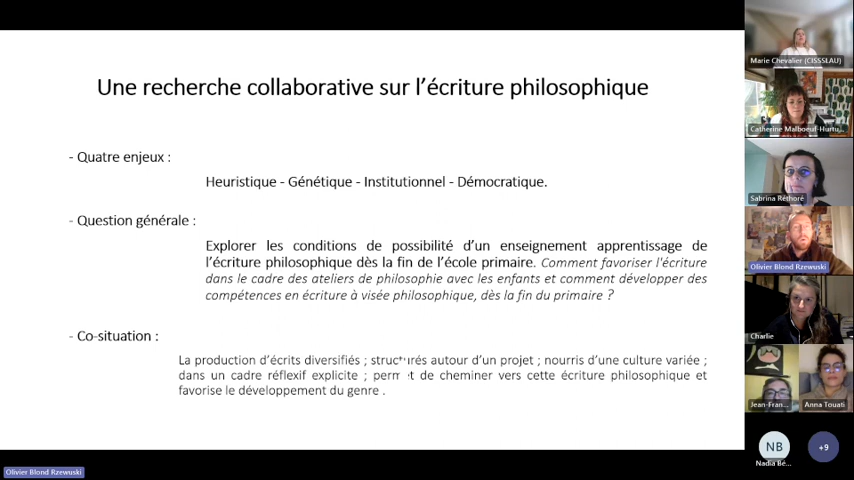 Une recherche collaborative sur l'écriture philosophique
- Quatre enjeux :
Heuristique - Génétique - Institutionnel - Démocratique.
- Question générale :
Explorer les conditions de possibilité d'un enseignement apprentissage de
l'écriture philosophique dès la fin de l'école primaire. Comment favoriser l'écriture
dans le cadre des ateliers de philosophie avec les enfants et comment développer des
compétences en écriture à visée philosophique, dès la fin du primaire ?
- Co-situation :
La production d'écrits diversifiés ; structurés autour d'un projet ; nourris d'une culture variée ;
dans un cadre réflexif explicite ; permet de cheminer vers cette écriture philosophique et
favorise le développement du genre .
Marie Chevalier (CISSSLAU)
Catherine Malboeuf-Hurtu...
Sabrina Réthoré
Olivier Blond Rzewuski
Charlie
Jean-Fran...
Anna Touati
NB
Nadia Bé...
+9
Olivier Blond Rzewuski